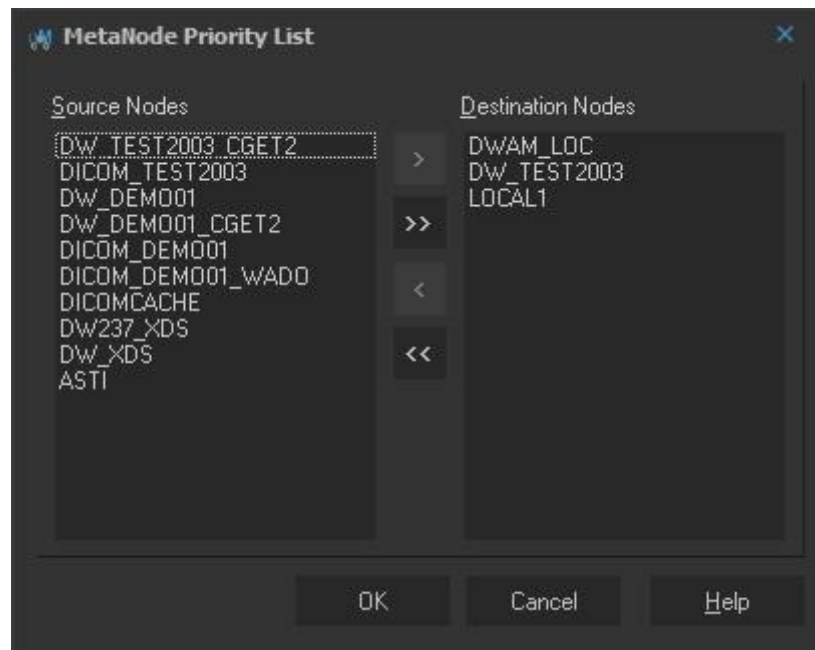 MetaNode Priority List
Source Nodes
DW_TEST2003_CGET2
DICOM_TEST2003
DW_DEMO01
DW_DEMO01_CGET2
DICOM_DEMO01
DICOM_DEMO01_WADO
DICOMCACHE
DW237_XDS
DW_XDS
ASTI
>
>>
<
<<
Destination Nodes
DWAM_LOC
DW_TEST2003
LOCAL1
OK
Cancel
Help